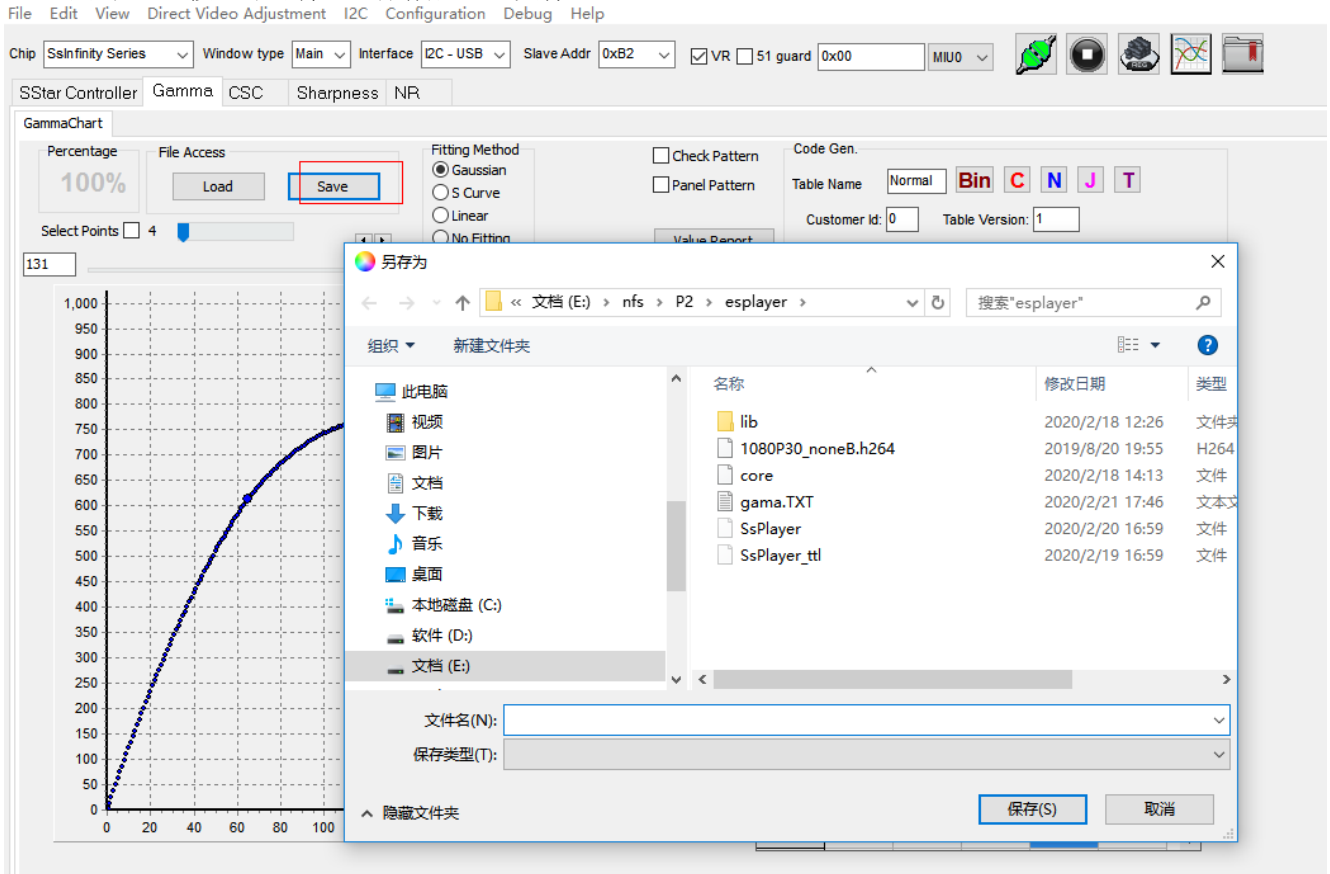 File Edit View Direct Video Adjustment I2C Configuration Debug Help
Chip SsInfinity Series Window type Main Interface I2C - USB Slave Addr 0xB2 VR 51 guard 0x00 MIU0
SStar Controller Gamma CSC Sharpness NR
GammaChart
Percentage File Access Fitting Method Code Gen.
100% Load Save Gaussian Check Pattern
S Curve Panel Pattern Table Name Normal Bin C N J T
Linear Customer Id: 0 Table Version: 1
Select Points 4 No Fitting Value Report
131
另存为
« 文档 (E:) › nfs › P2 › esplayer › 搜索"esplayer"
组织 新建文件夹
名称 修改日期 类型
此电脑
视频
图片
文档
下载
音乐
桌面
本地磁盘 (C:)
软件 (D:)
文档 (E:)
lib 2020/2/18 12:26 文件夹
1080P30_noneB.h264 2019/8/20 19:55 H264
core 2020/2/18 14:13 文件
gama.TXT 2020/2/21 17:46 文本文
SsPlayer 2020/2/20 16:59 文件
SsPlayer_ttl 2020/2/19 16:59 文件
文件名(N):
保存类型(T):
隐藏文件夹 保存(S) 取消
1,000
950
900
850
800
750
700
650
600
550
500
450
400
350
300
250
200
150
100
50
0
0 20 40 60 80 100